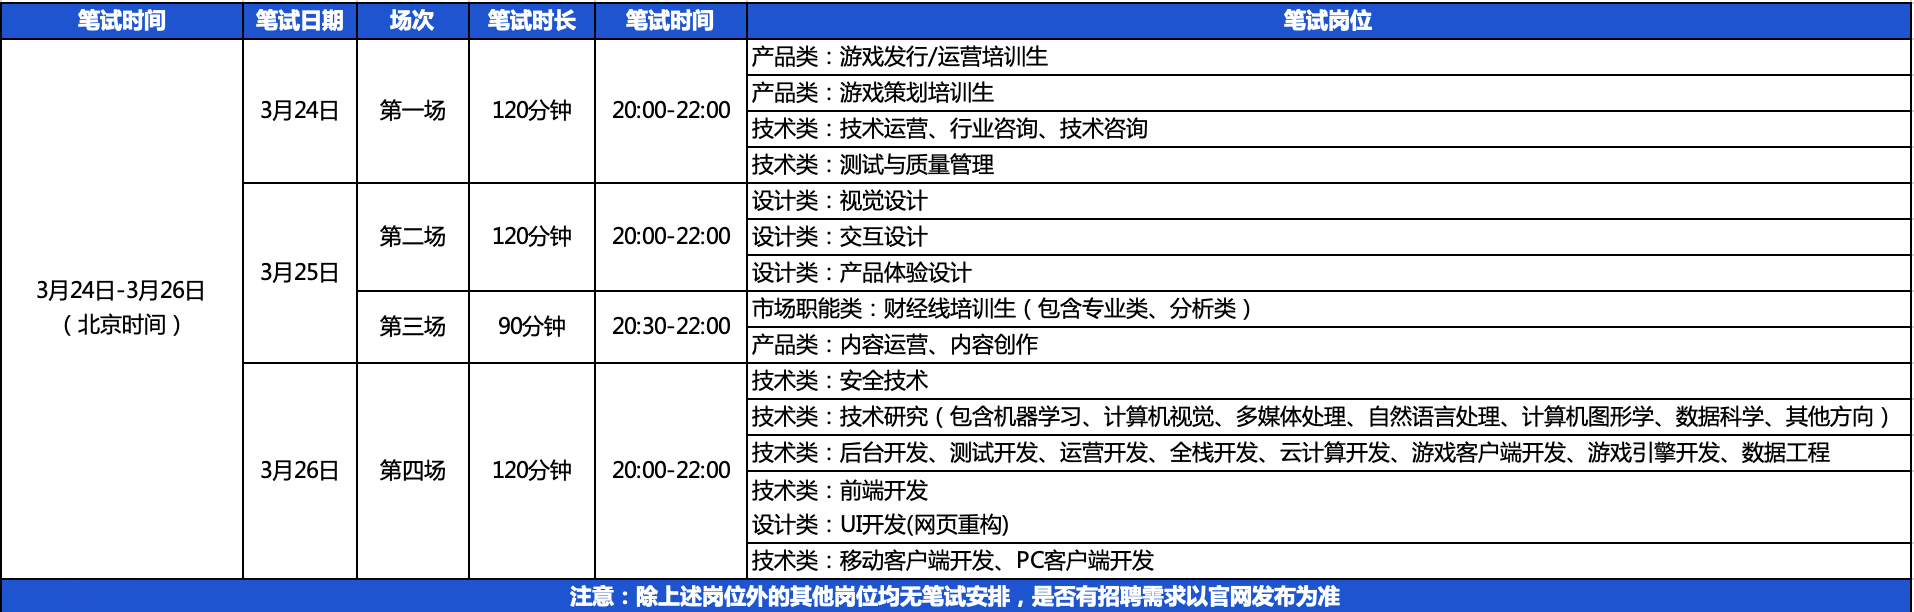 笔试时间 笔试日期 场次 笔试时长 笔试时间 笔试岗位
3月24日-3月26日
（北京时间）
3月24日 第一场 120分钟 20:00-22:00
产品类：游戏发行/运营培训生
产品类：游戏策划培训生
技术类：技术运营、行业咨询、技术咨询
技术类：测试与质量管理
3月25日
第二场 120分钟 20:00-22:00
设计类：视觉设计
设计类：交互设计
设计类：产品体验设计
第三场 90分钟 20:30-22:00
市场职能类：财经线培训生（包含专业类、分析类）
产品类：内容运营、内容创作
3月26日 第四场 120分钟 20:00-22:00
技术类：安全技术
技术类：技术研究（包含机器学习、计算机视觉、多媒体处理、自然语言处理、计算机图形学、数据科学、其他方向）
技术类：后台开发、测试开发、运营开发、全栈开发、云计算开发、游戏客户端开发、游戏引擎开发、数据工程
技术类：前端开发
设计类：UI开发(网页重构)
技术类：移动客户端开发、PC客户端开发
注意：除上述岗位外的其他岗位均无笔试安排，是否有招聘需求以官网发布为准